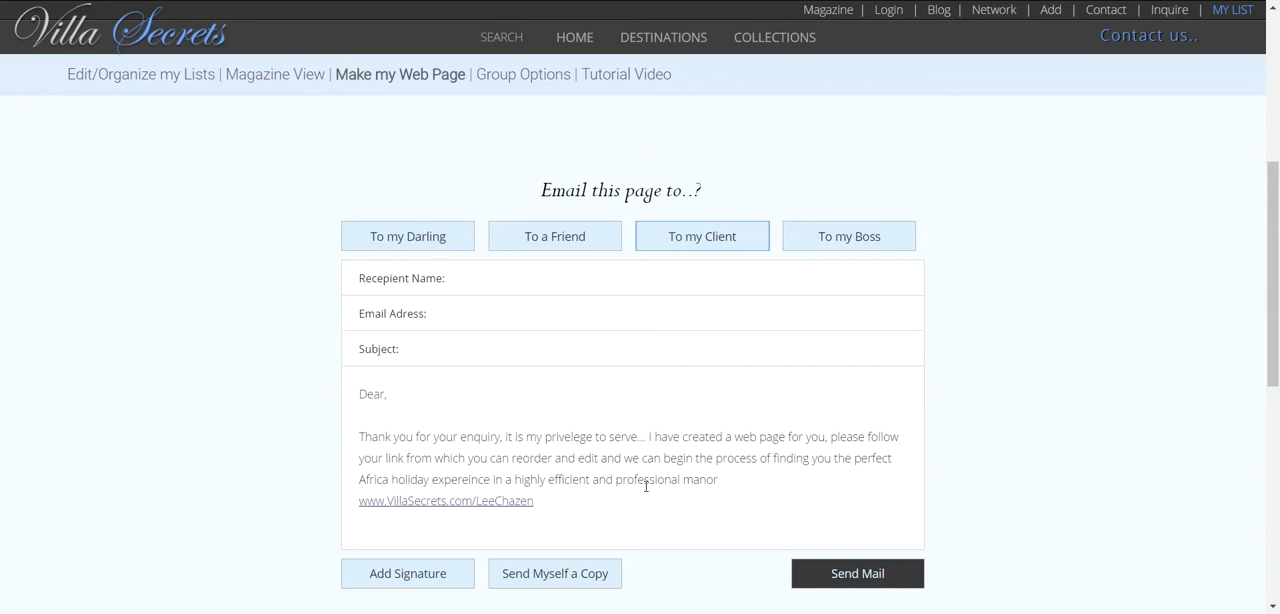 Magazine | Login | Blog | Network | Add | Contact | Inquire | MY LIST
Villa Secrets SEARCH HOME DESTINATIONS COLLECTIONS Contact us..
Edit/Organize my Lists | Magazine View | Make my Web Page | Group Options | Tutorial Video
Email this page to..?
To my Darling To a Friend To my Client To my Boss
Recepient Name:
Email Adress:
Subject:
Dear,
Thank you for your enquiry, it is my privelege to serve... I have created a web page for you, please follow
your link from which you can reorder and edit and we can begin the process of finding you the perfect
Africa holiday expereince in a highly efficient and professional manor
www.VillaSecrets.com/LeeChazen
Add Signature Send Myself a Copy Send Mail